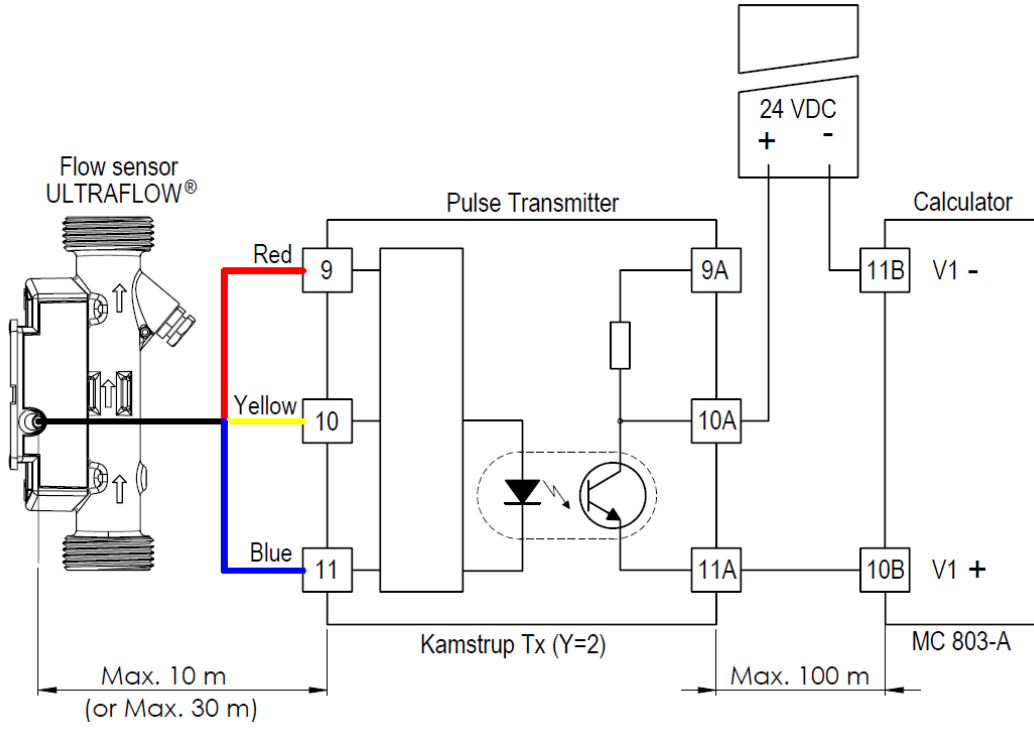 24 VDC
+ -
Flow sensor
ULTRAFLOW®
Pulse Transmitter
Calculator
Red
9
9A
11B
V1 -
Yellow
10
10A
Blue
11
11A
10B
V1 +
Kamstrup Tx (Y=2)
MC 803-A
Max. 10 m
(or Max. 30 m)
Max. 100 m